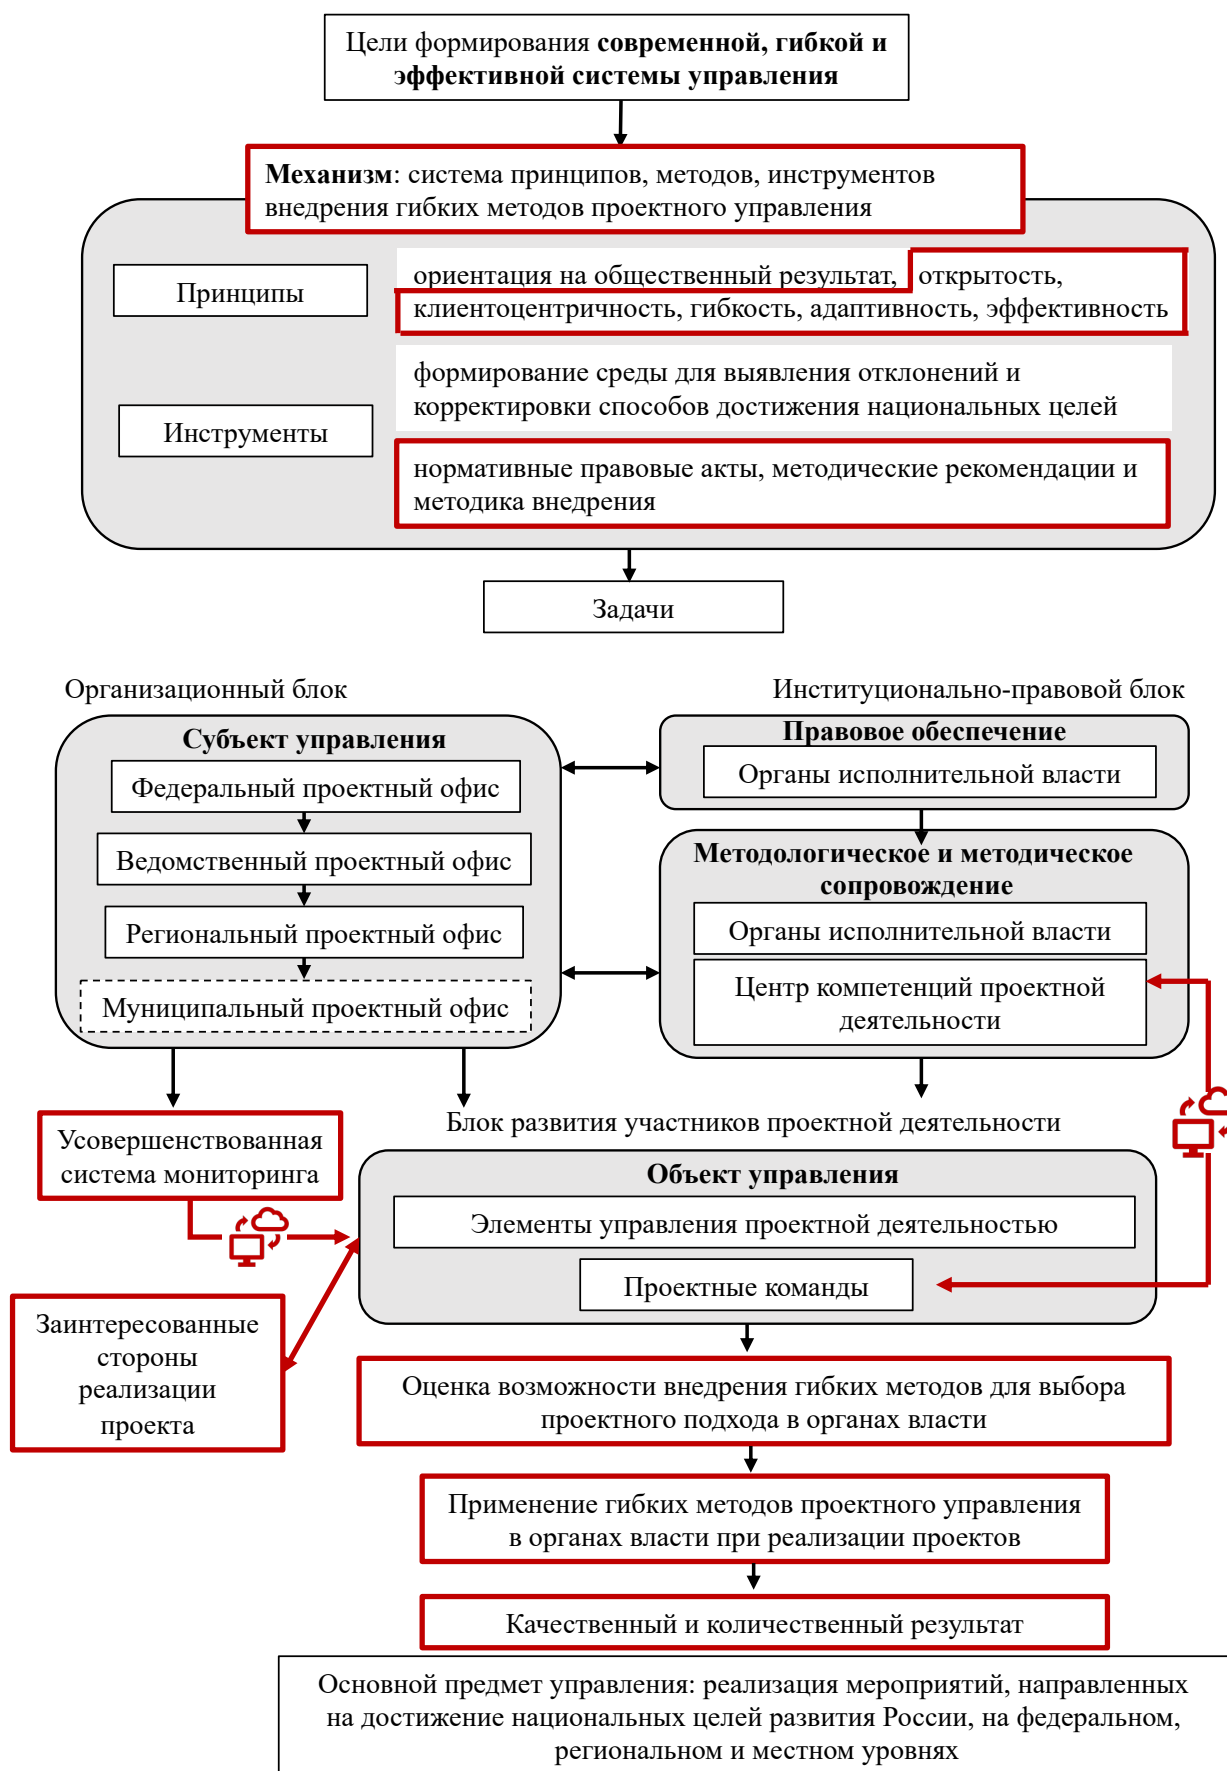 Цели формирования современной, гибкой и
эффективной системы управления
Механизм: система принципов, методов, инструментов
внедрения гибких методов проектного управления
Принципы
ориентация на общественный результат, открытость,
клиентоцентричность, гибкость, адаптивность, эффективность
Инструменты
формирование среды для выявления отклонений и
корректировки способов достижения национальных целей
нормативные правовые акты, методические рекомендации и
методика внедрения
Задачи
Организационный блок
Субъект управления
Федеральный проектный офис
Ведомственный проектный офис
Региональный проектный офис
Муниципальный проектный офис
Институционально-правовой блок
Правовое обеспечение
Органы исполнительной власти
Методологическое и методическое
сопровождение
Органы исполнительной власти
Центр компетенций проектной
деятельности
Усовершенствованная
система мониторинга
Блок развития участников проектной деятельности
Объект управления
Элементы управления проектной деятельностью
Проектные команды
Заинтересованные
стороны
реализации
проекта
Оценка возможности внедрения гибких методов для выбора
проектного подхода в органах власти
Применение гибких методов проектного управления
в органах власти при реализации проектов
Качественный и количественный результат
Основной предмет управления: реализация мероприятий, направленных
на достижение национальных целей развития России, на федеральном,
региональном и местном уровнях